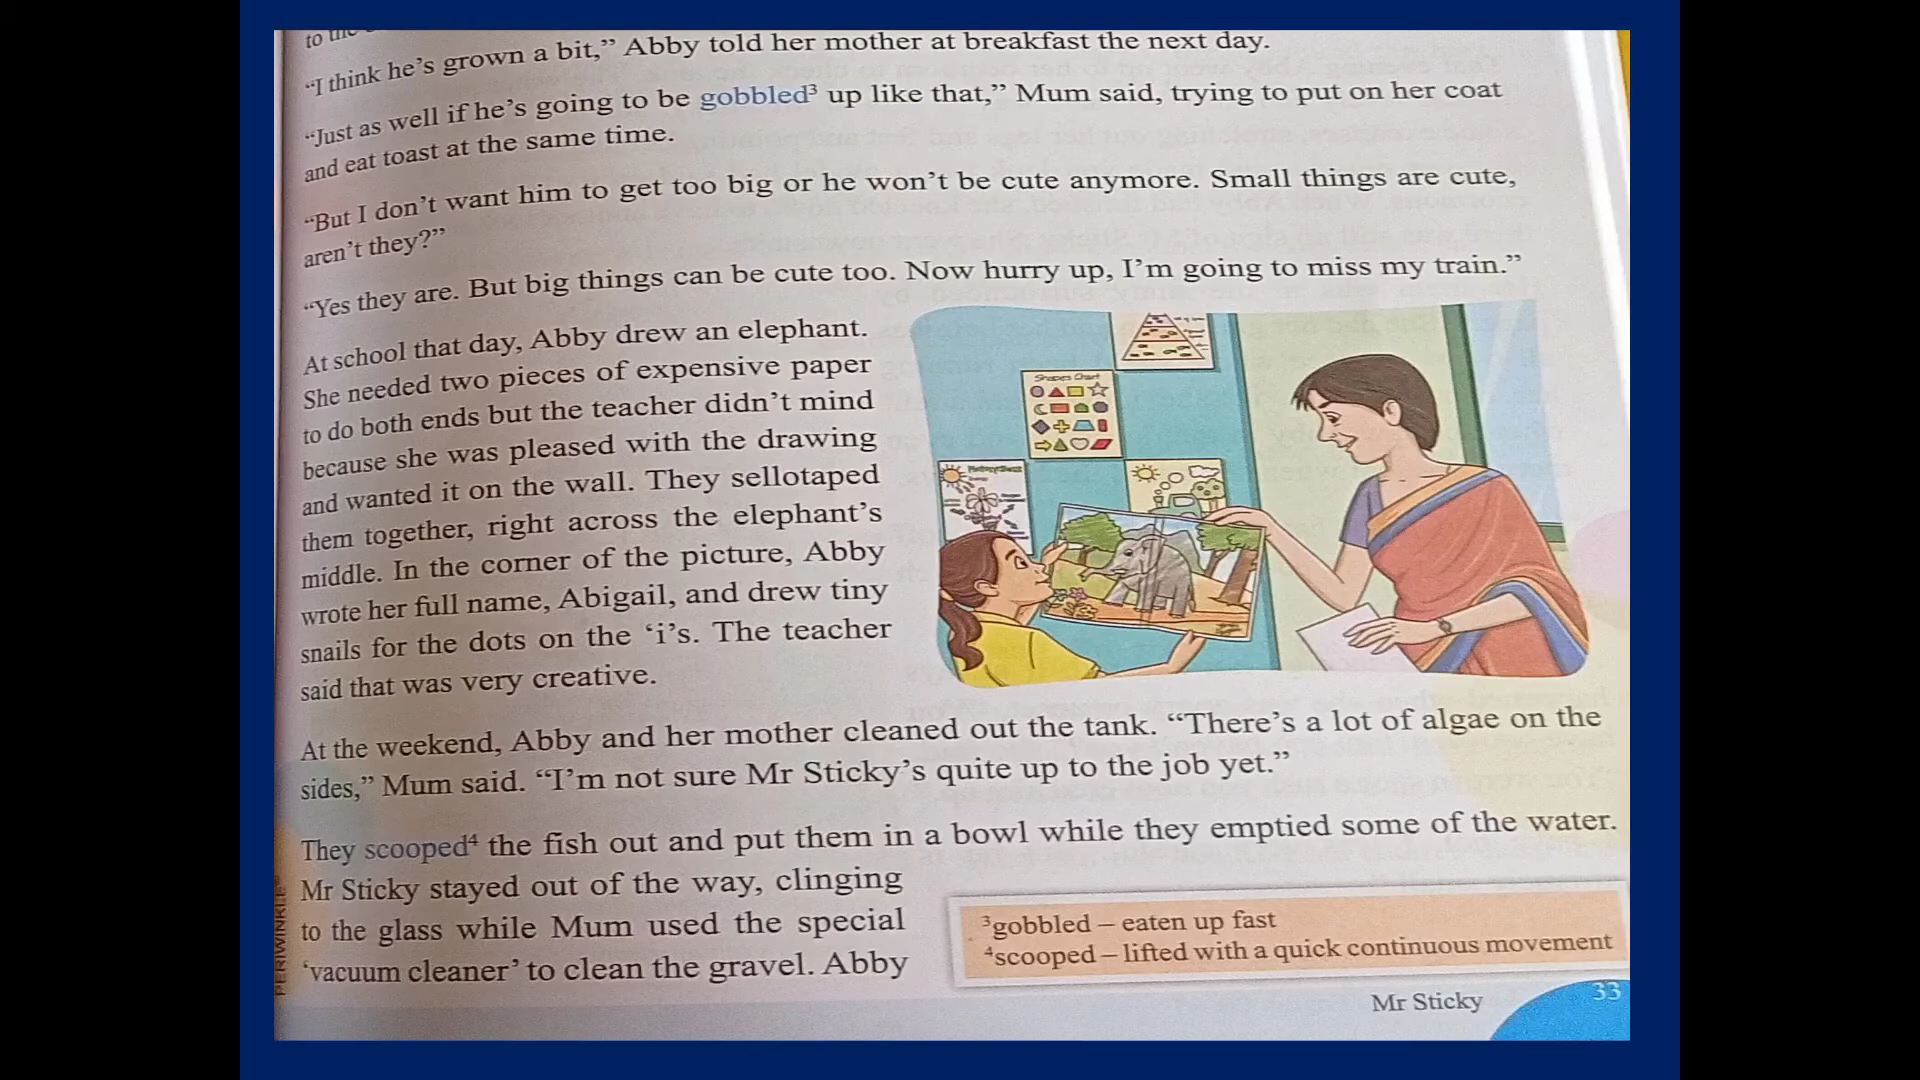 to the
“I think he’s grown a bit,” Abby told her mother at breakfast the next day.
“Just as well if he’s going to be gobbled³ up like that,” Mum said, trying to put on her coat
and eat toast at the same time.
“But I don’t want him to get too big or he won’t be cute anymore. Small things are cute,
aren’t they?”
“Yes they are. But big things can be cute too. Now hurry up, I’m going to miss my train.”
At school that day, Abby drew an elephant.
She needed two pieces of expensive paper
to do both ends but the teacher didn’t mind
because she was pleased with the drawing
and wanted it on the wall. They sellotaped
them together, right across the elephant’s
middle. In the corner of the picture, Abby
wrote her full name, Abigail, and drew tiny
snails for the dots on the ‘i’s. The teacher
said that was very creative.
Shapes Chart
At the weekend, Abby and her mother cleaned out the tank. “There’s a lot of algae on the
sides,” Mum said. “I’m not sure Mr Sticky’s quite up to the job yet.”
They scooped⁴ the fish out and put them in a bowl while they emptied some of the water.
Mr Sticky stayed out of the way, clinging
to the glass while Mum used the special
‘vacuum cleaner’ to clean the gravel. Abby
³gobbled – eaten up fast
⁴scooped – lifted with a quick continuous movement
PERIWINKLE
Mr Sticky
33